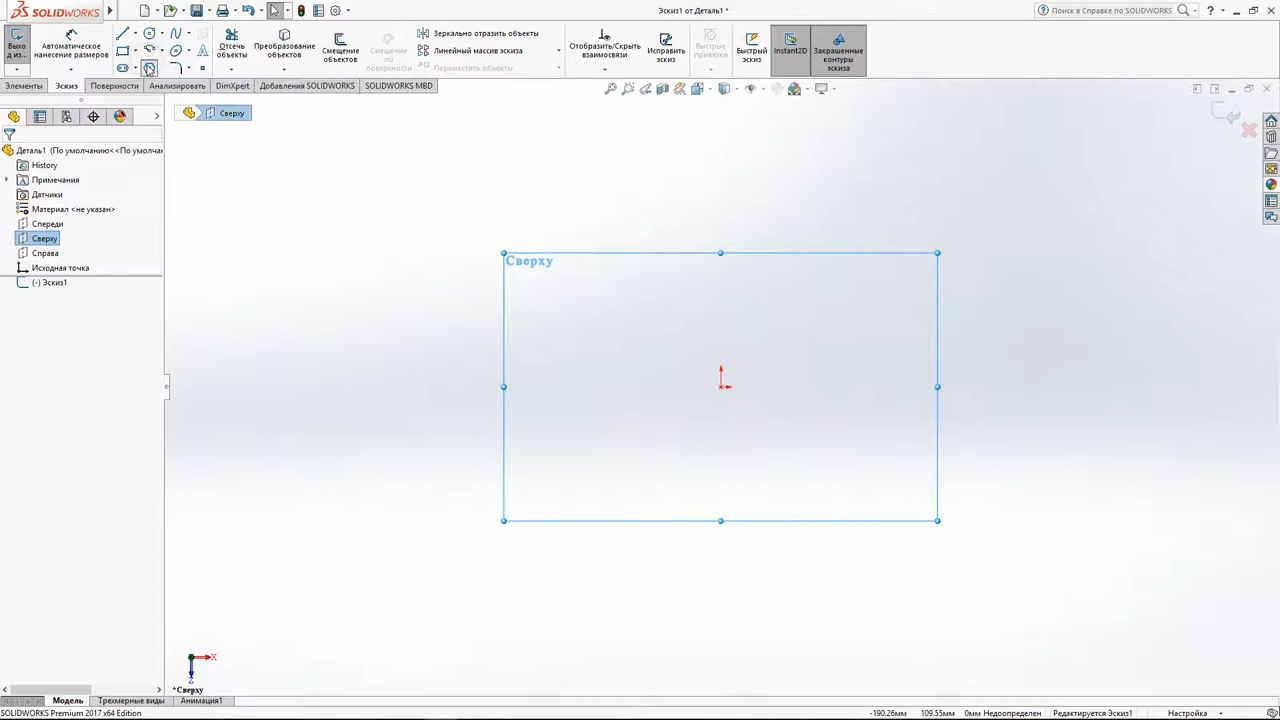 SOLIDWORKS
Эскиз1 от Деталь1 *
Поиск в Справке по SOLIDWORKS
Выхо
д из...
Автоматическое
нанесение размеров
Отсечь
объекты
Преобразование
объектов
Смещение
объектов
Смещение
по
поверхности
Зеркально отразить объекты
Линейный массив эскиза
Переместить объекты
Отобразить/Скрыть
взаимосвязи
Исправить
эскиз
Быстрые
привязки
Быстрый
эскиз
Instant2D
Закрашенные
контуры
эскиза
Элементы
Эскиз
Поверхности
Анализировать
DimXpert
Добавления SOLIDWORKS
SOLIDWORKS MBD
Сверху
Деталь1 (По умолчанию<<По умолчан
History
Примечания
Датчики
Материал <не указан>
Спереди
Сверху
Справа
Исходная точка
(-) Эскиз1
Сверху
X
Z
*Сверху
Модель
Трехмерные виды
Анимация1
SOLIDWORKS Premium 2017 x64 Edition
-190.26мм
109.55мм
0мм Недоопределен
Редактируется Эскиз1
Настройка